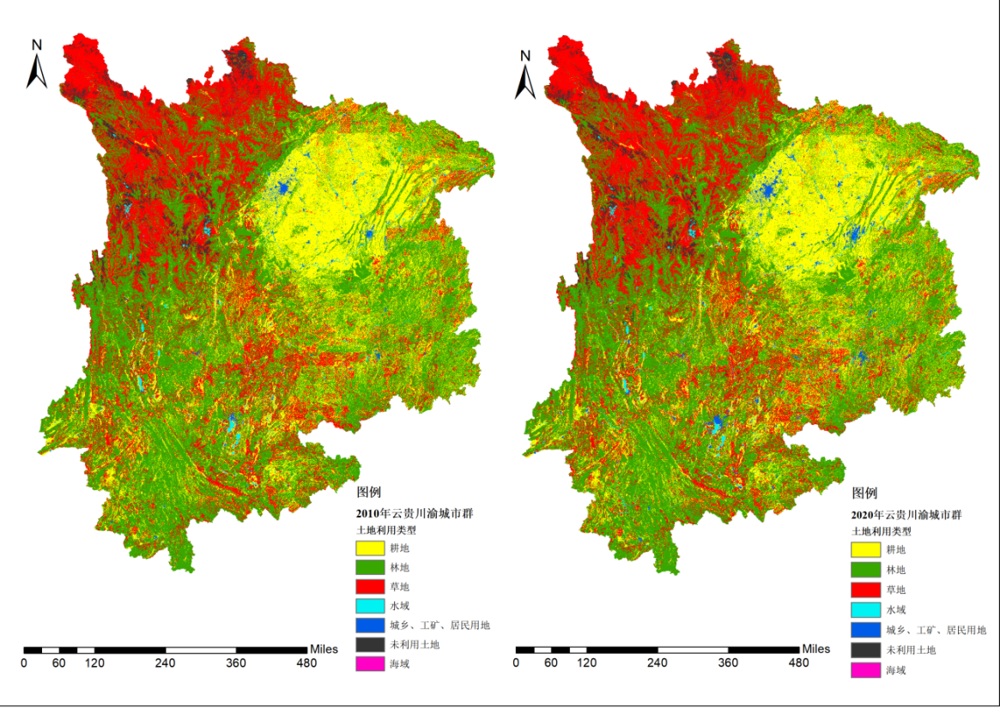 N
图例
2010年云贵川渝城市群
土地利用类型
耕地
林地
草地
水域
城乡、工矿、居民用地
未利用土地
海域
Miles
0 60 120 240 360 480
N
图例
2020年云贵川渝城市群
土地利用类型
耕地
林地
草地
水域
城乡、工矿、居民用地
未利用土地
海域
Miles
0 60 120 240 360 480